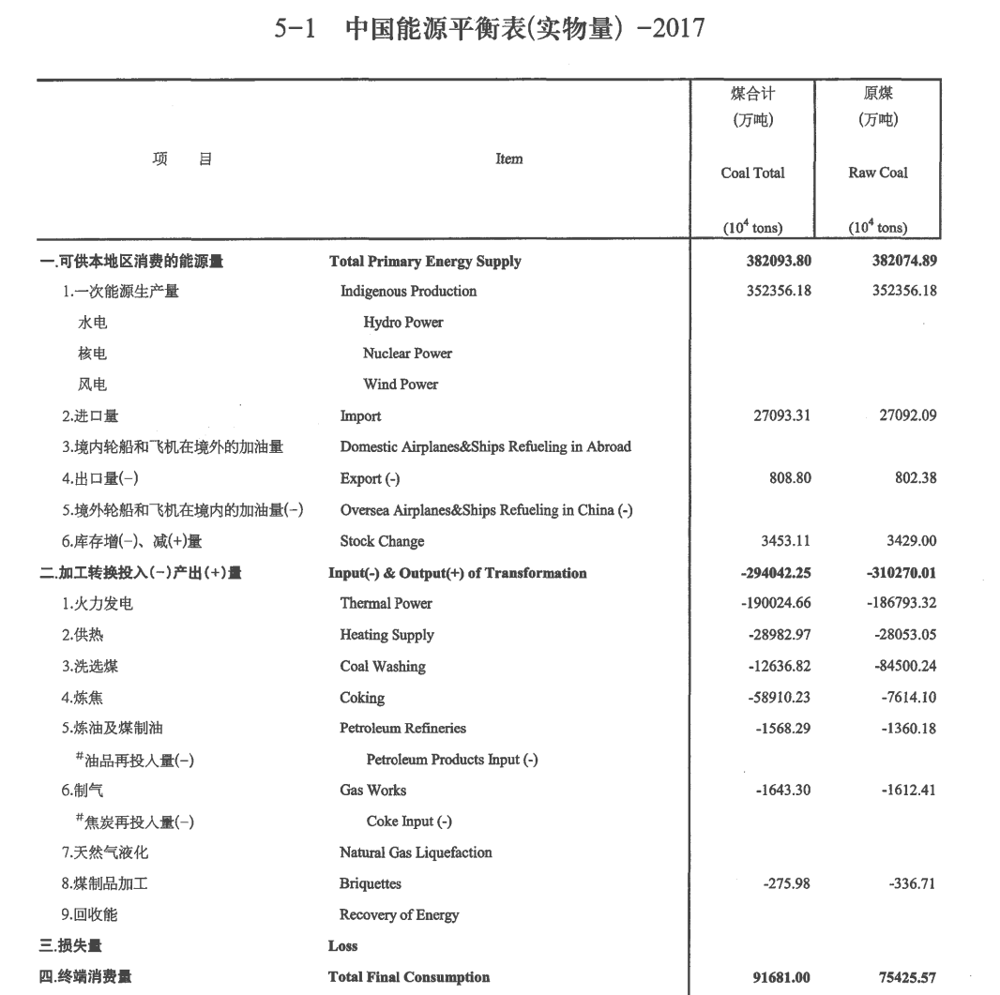 5-1 中国能源平衡表(实物量) -2017
项 目 Item 煤合计 (万吨) Coal Total (10⁴ tons) 原煤 (万吨) Raw Coal (10⁴ tons)
一.可供本地区消费的能源量 Total Primary Energy Supply 382093.80 382074.89
1.一次能源生产量 Indigenous Production 352356.18 352356.18
水电 Hydro Power
核电 Nuclear Power
风电 Wind Power
2.进口量 Import 27093.31 27092.09
3.境内轮船和飞机在境外的加油量 Domestic Airplanes&Ships Refueling in Abroad
4.出口量(-) Export (-) 808.80 802.38
5.境外轮船和飞机在境内的加油量(-) Oversea Airplanes&Ships Refueling in China (-)
6.库存增(-)、减(+)量 Stock Change 3453.11 3429.00
二.加工转换投入(-)产出(+)量 Input(-) & Output(+) of Transformation -294042.25 -310270.01
1.火力发电 Thermal Power -190024.66 -186793.32
2.供热 Heating Supply -28982.97 -28053.05
3.洗选煤 Coal Washing -12636.82 -84500.24
4.炼焦 Coking -58910.23 -7614.10
5.炼油及煤制油 Petroleum Refineries -1568.29 -1360.18
#油品再投入量(-) Petroleum Products Input (-)
6.制气 Gas Works -1643.30 -1612.41
#焦炭再投入量(-) Coke Input (-)
7.天然气液化 Natural Gas Liquefaction
8.煤制品加工 Briquettes -275.98 -336.71
9.回收能 Recovery of Energy
三.损失量 Loss
四.终端消费量 Total Final Consumption 91681.00 75425.57